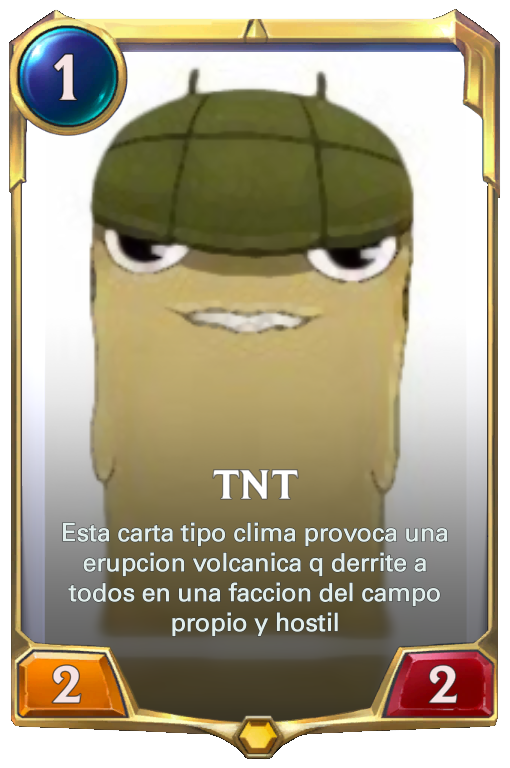 1
TNT
Esta carta tipo clima provoca una
erupcion volcanica q derrite a
todos en una faccion del campo
propio y hostil
2 2